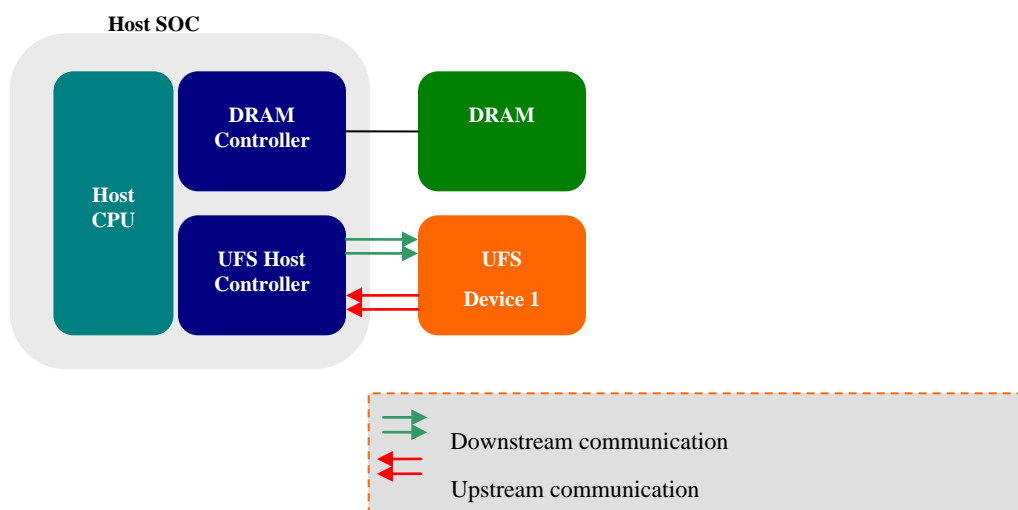 Host SOC
DRAM
Controller
DRAM
Host
CPU
UFS Host
Controller
UFS
Device 1
Downstream communication
Upstream communication